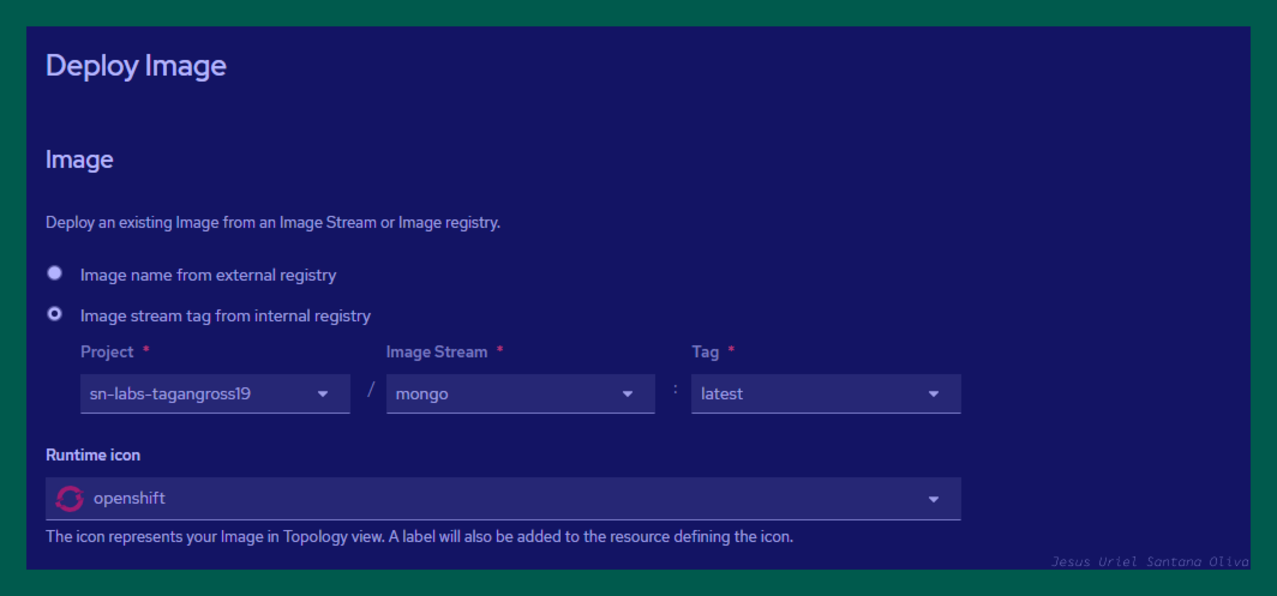 Deploy Image
Image
Deploy an existing Image from an Image Stream or Image registry.
Image name from external registry
Image stream tag from internal registry
Project * Image Stream * Tag *
sn-labs-tagangross19 / mongo : latest
Runtime icon
openshift
The icon represents your Image in Topology view. A label will also be added to the resource defining the icon.
Jesus Uriel Santana Oliva